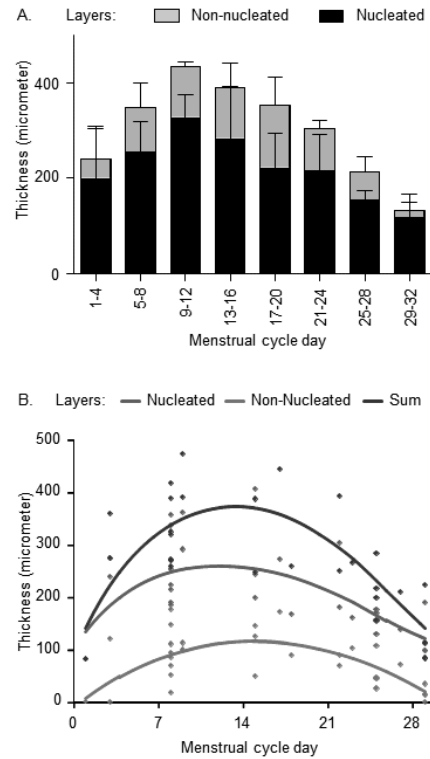 A. Layers: Non-nucleated Nucleated
Thickness (micrometer)
400
200
0
1-4
5-8
9-12
13-16
17-20
21-24
25-28
29-32
Menstrual cycle day
B. Layers: Nucleated Non-Nucleated Sum
Thickness (micrometer)
500
400
300
200
100
0
0 7 14 21 28
Menstrual cycle day